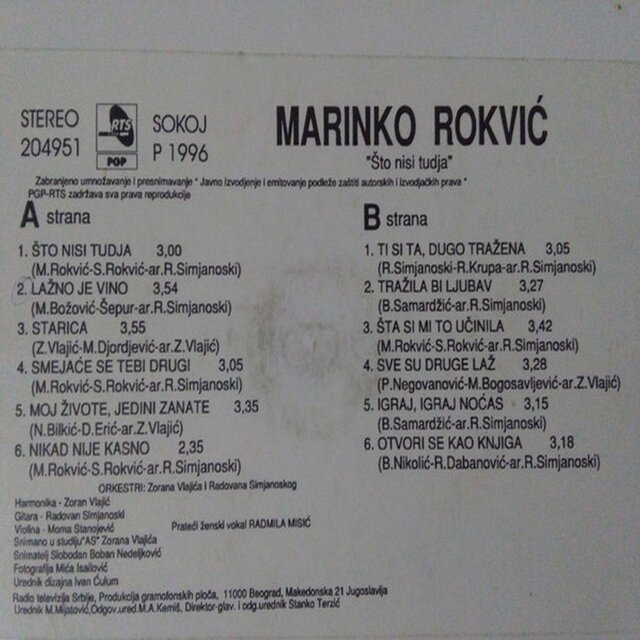 STEREO
204951
RTS
PGP
SOKOJ
P 1996
MARINKO ROKVIĆ
"Što nisi tudja"
Zabranjeno umnožavanje i presnimavanje * Javno izvodjenje i emitovanje podleže zaštiti autorskih i izvodjačkih prava *
PGP-RTS zadržava sva prava reprodukcije
A strana
1. ŠTO NISI TUDJA 3,00
(M.Rokvić-S.Rokvić-ar.R.Simjanoski)
2. LAŽNO JE VINO 3,54
(M.Božović-Šepur-ar.R.Simjanoski)
3. STARICA 3,55
(Z.Vlajić-M.Djordjević-ar.Z.Vlajić)
4. SMEJAĆE SE TEBI DRUGI 3,05
(M.Rokvić-S.Rokvić-ar.R.Simjanoski)
5. MOJ ŽIVOTE, JEDINI ZANATE 3,35
(N.Bilkić-D.Erić-ar.Z.Vlajić)
6. NIKAD NIJE KASNO 2,35
(M.Rokvić-S.Rokvić-ar.R.Simjanoski)
B strana
1. TI SI TA, DUGO TRAŽENA 3,05
(R.Simjanoski-R.Krupa-ar.R.Simjanoski)
2. TRAŽILA BI LJUBAV 3,27
(B.Samardžić-ar.R.Simjanoski)
3. ŠTA SI MI TO UČINILA 3,42
(M.Rokvić-S.Rokvić-ar.R.Simjanoski)
4. SVE SU DRUGE LAŽ 3,28
(P.Negovanović-M.Bogosavljević-ar.Z.Vlajić)
5. IGRAJ, IGRAJ NOĆAS 3,15
(B.Samardžić-ar.R.Simjanoski)
6. OTVORI SE KAO KNJIGA 3,18
(B.Nikolić-R.Dabanović-ar.R.Simjanoski)
ORKESTRI: Zorana Vlajića i Radovana Simjanoskog
Harmonika - Zoran Vlajić
Gitara - Radovan Simjanoski
Violina - Moma Stanojević
Prateći ženski vokal RADMILA MISIĆ
Snimano u studiju"AS" Zorana Vlajića
Snimatelj Slobodan Boban Nedeljković
Fotografija Mića Isailović
Urednik dizajna Ivan Ćulum
Radio televizija Srbije, Produkcija gramofonskih ploča, 11000 Beograd, Makedonska 21 Jugoslavija
Urednik M.Mijatović,Odgov.ured.M.A.Kemiš, Direktor-glav. i odg.urednik Stanko Terzić